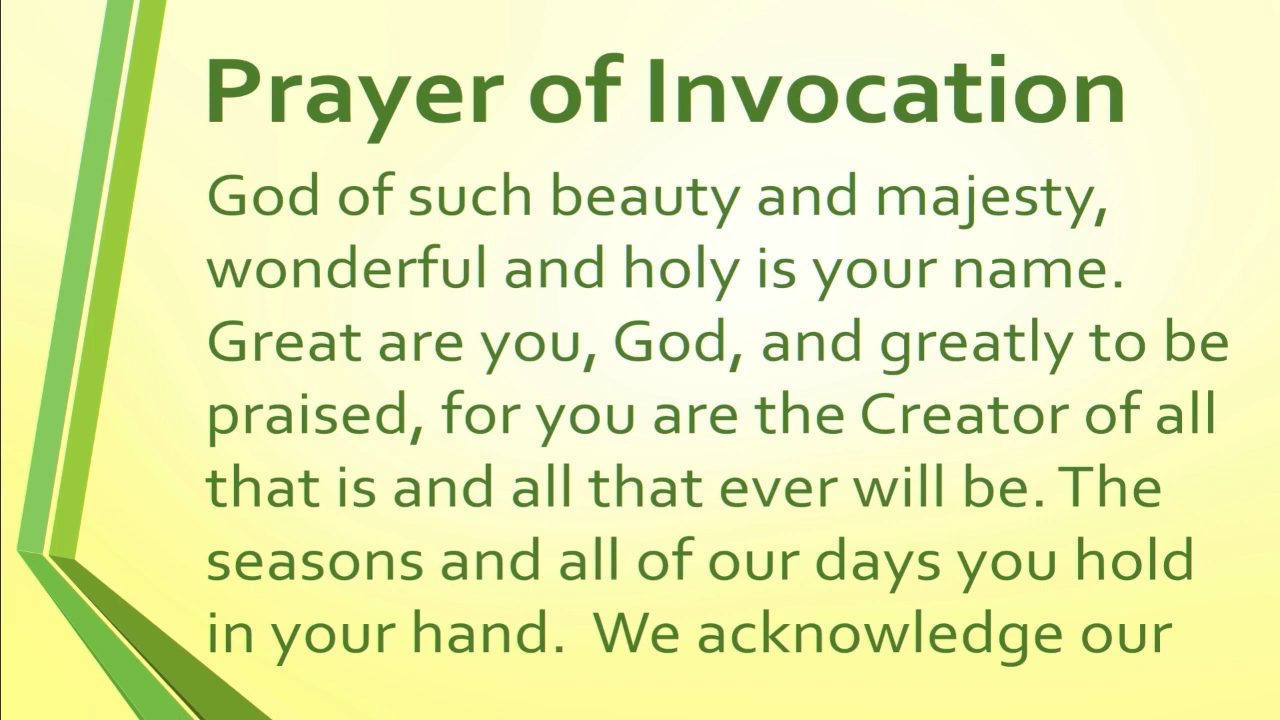 Prayer of Invocation
God of such beauty and majesty,
wonderful and holy is your name.
Great are you, God, and greatly to be
praised, for you are the Creator of all
that is and all that ever will be. The
seasons and all of our days you hold
in your hand.  We acknowledge our